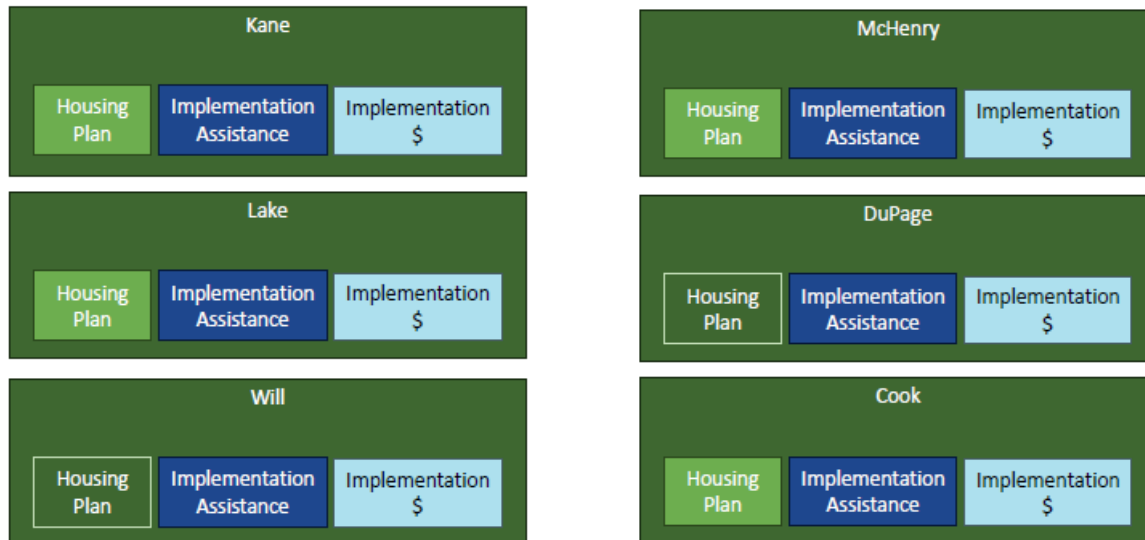 Kane
Housing
Plan
Implementation
Assistance
Implementation
$
McHenry
Housing
Plan
Implementation
Assistance
Implementation
$
Lake
Housing
Plan
Implementation
Assistance
Implementation
$
DuPage
Housing
Plan
Implementation
Assistance
Implementation
$
Will
Housing
Plan
Implementation
Assistance
Implementation
$
Cook
Housing
Plan
Implementation
Assistance
Implementation
$